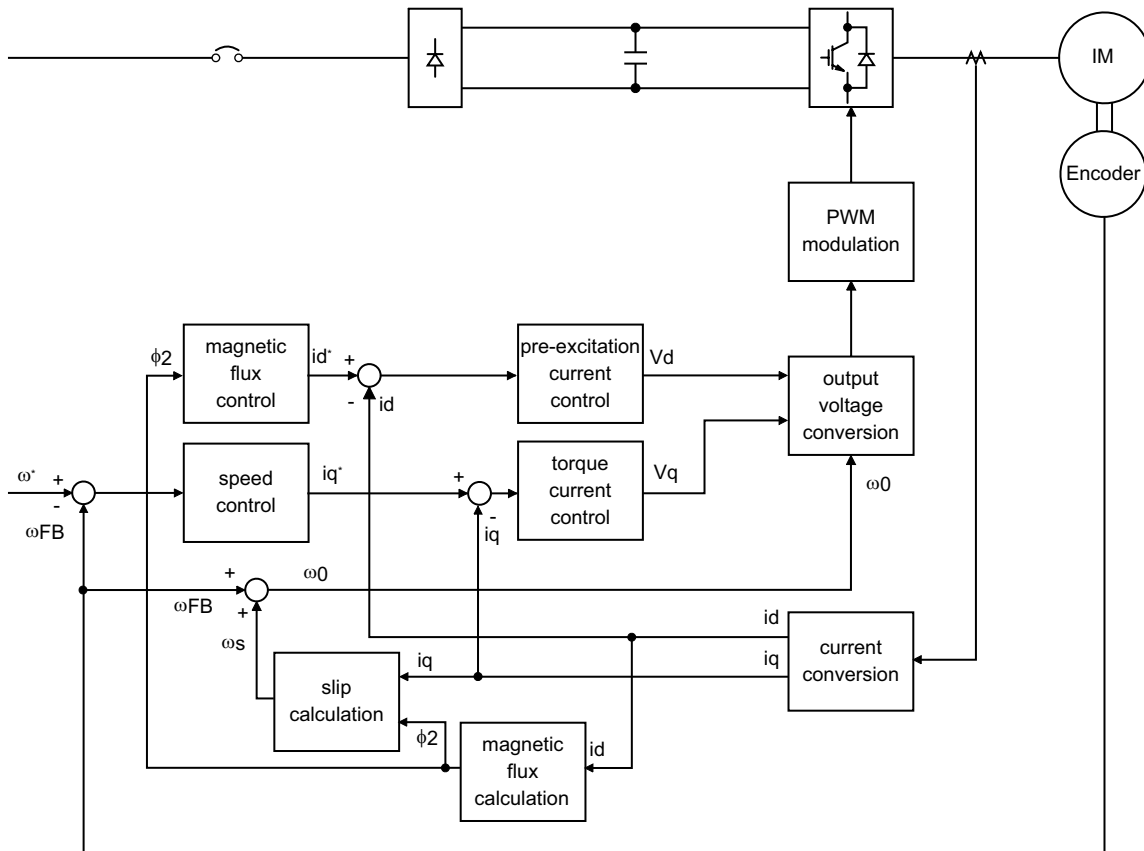 IM
Encoder
PWM
modulation
ϕ2
magnetic
flux
control
id*
+
-
id
pre-excitation
current
control
Vd
output
voltage
conversion
ω*
+
-
ωFB
speed
control
iq*
+
-
iq
torque
current
control
Vq
ω0
+
ωFB
+
ω0
ωs
slip
calculation
iq
ϕ2
id
iq
current
conversion
magnetic
flux
calculation
id